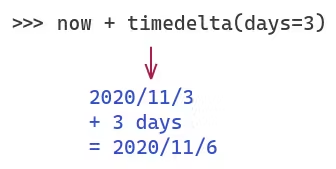 >>> now + timedelta(days=3)
2020/11/3
+ 3 days
= 2020/11/6